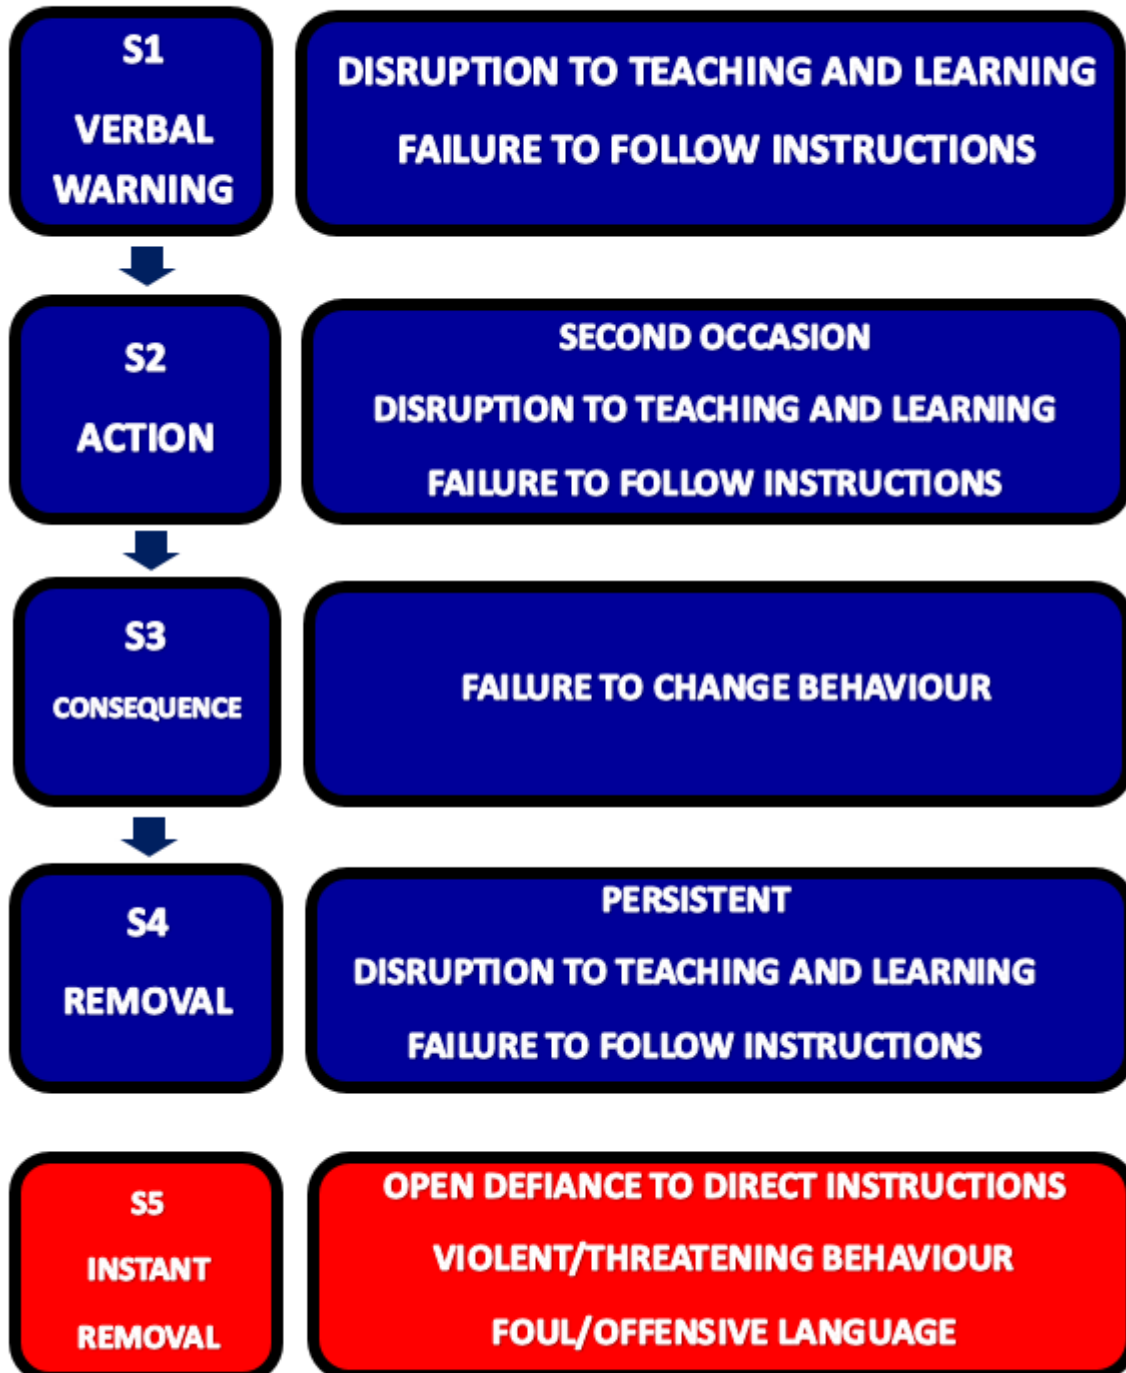 S1
VERBAL
WARNING
DISRUPTION TO TEACHING AND LEARNING
FAILURE TO FOLLOW INSTRUCTIONS
S2
ACTION
SECOND OCCASION
DISRUPTION TO TEACHING AND LEARNING
FAILURE TO FOLLOW INSTRUCTIONS
S3
CONSEQUENCE
FAILURE TO CHANGE BEHAVIOUR
S4
REMOVAL
PERSISTENT
DISRUPTION TO TEACHING AND LEARNING
FAILURE TO FOLLOW INSTRUCTIONS
S5
INSTANT
REMOVAL
OPEN DEFIANCE TO DIRECT INSTRUCTIONS
VIOLENT/THREATENING BEHAVIOUR
FOUL/OFFENSIVE LANGUAGE